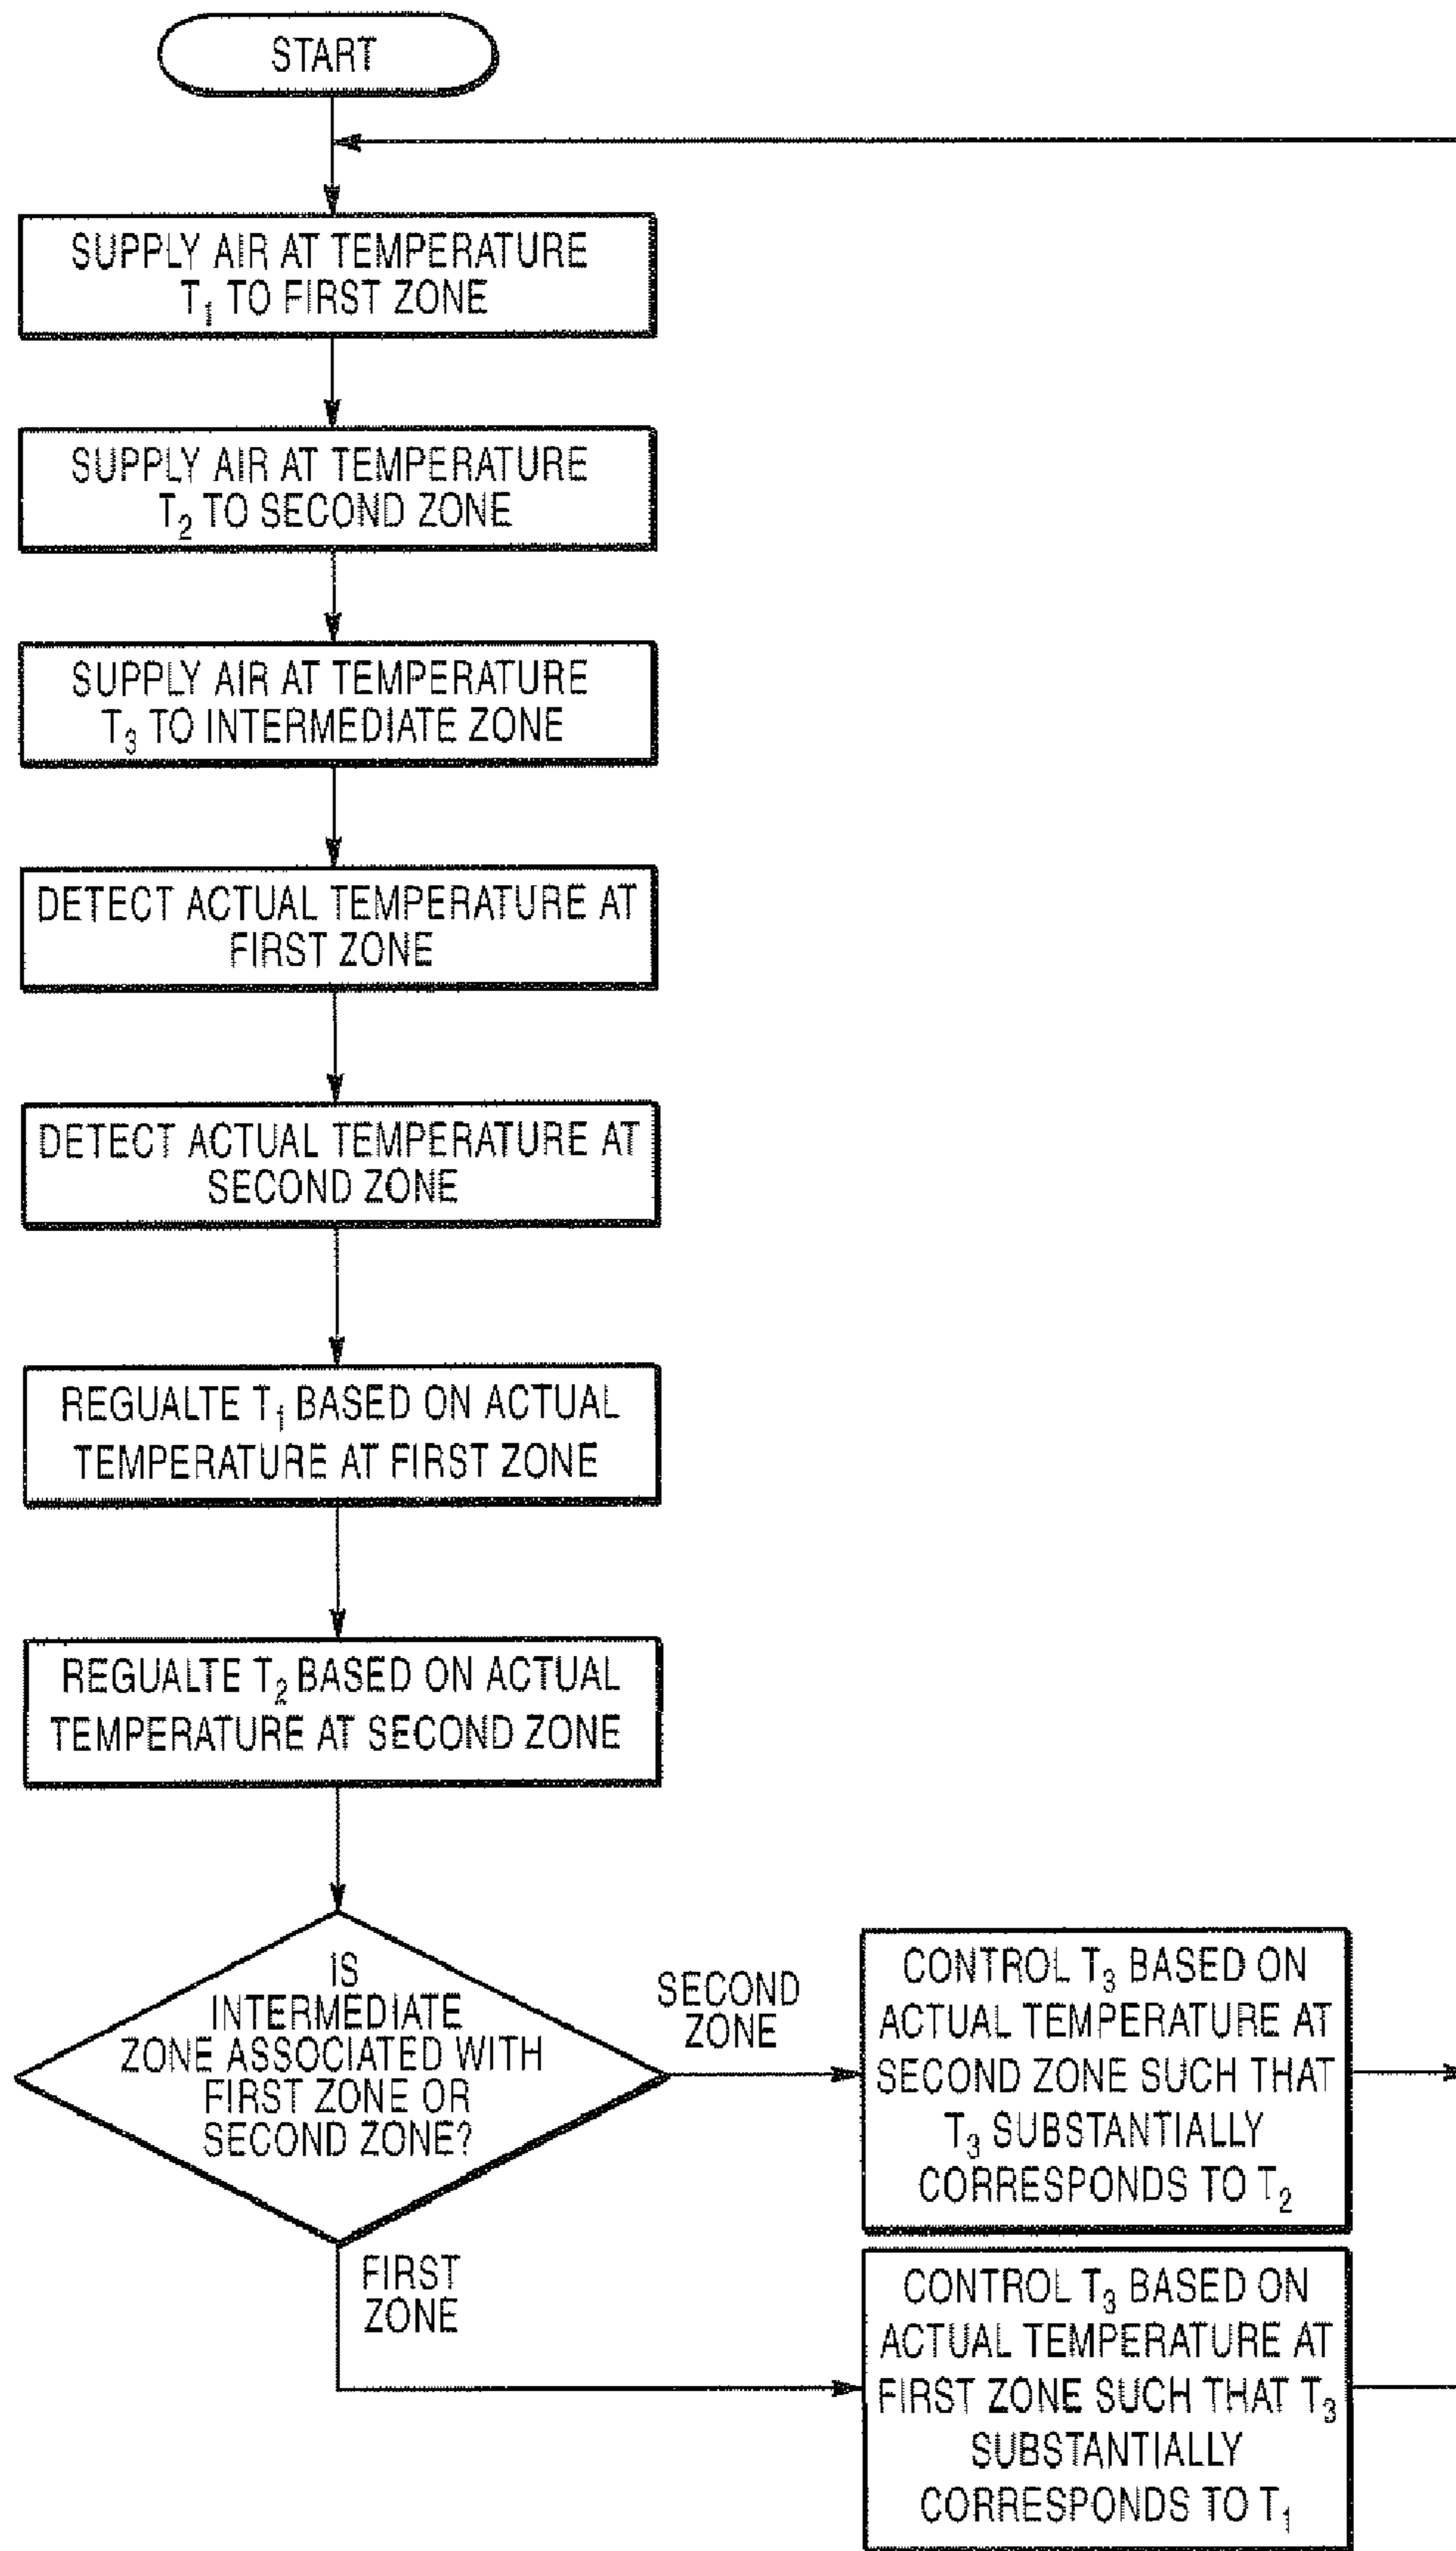 START
SUPPLY AIR AT TEMPERATURE
T₁ TO FIRST ZONE
SUPPLY AIR AT TEMPERATURE
T₂ TO SECOND ZONE
SUPPLY AIR AT TEMPERATURE
T₃ TO INTERMEDIATE ZONE
DETECT ACTUAL TEMPERATURE AT
FIRST ZONE
DETECT ACTUAL TEMPERATURE AT
SECOND ZONE
REGUALTE T₁ BASED ON ACTUAL
TEMPERATURE AT FIRST ZONE
REGUALTE T₂ BASED ON ACTUAL
TEMPERATURE AT SECOND ZONE
IS
INTERMEDIATE
ZONE ASSOCIATED WITH
FIRST ZONE OR
SECOND ZONE?
SECOND
ZONE
CONTROL T₃ BASED ON
ACTUAL TEMPERATURE AT
SECOND ZONE SUCH THAT
T₃ SUBSTANTIALLY
CORRESPONDS TO T₂
FIRST
ZONE
CONTROL T₃ BASED ON
ACTUAL TEMPERATURE AT
FIRST ZONE SUCH THAT T₃
SUBSTANTIALLY
CORRESPONDS TO T₁